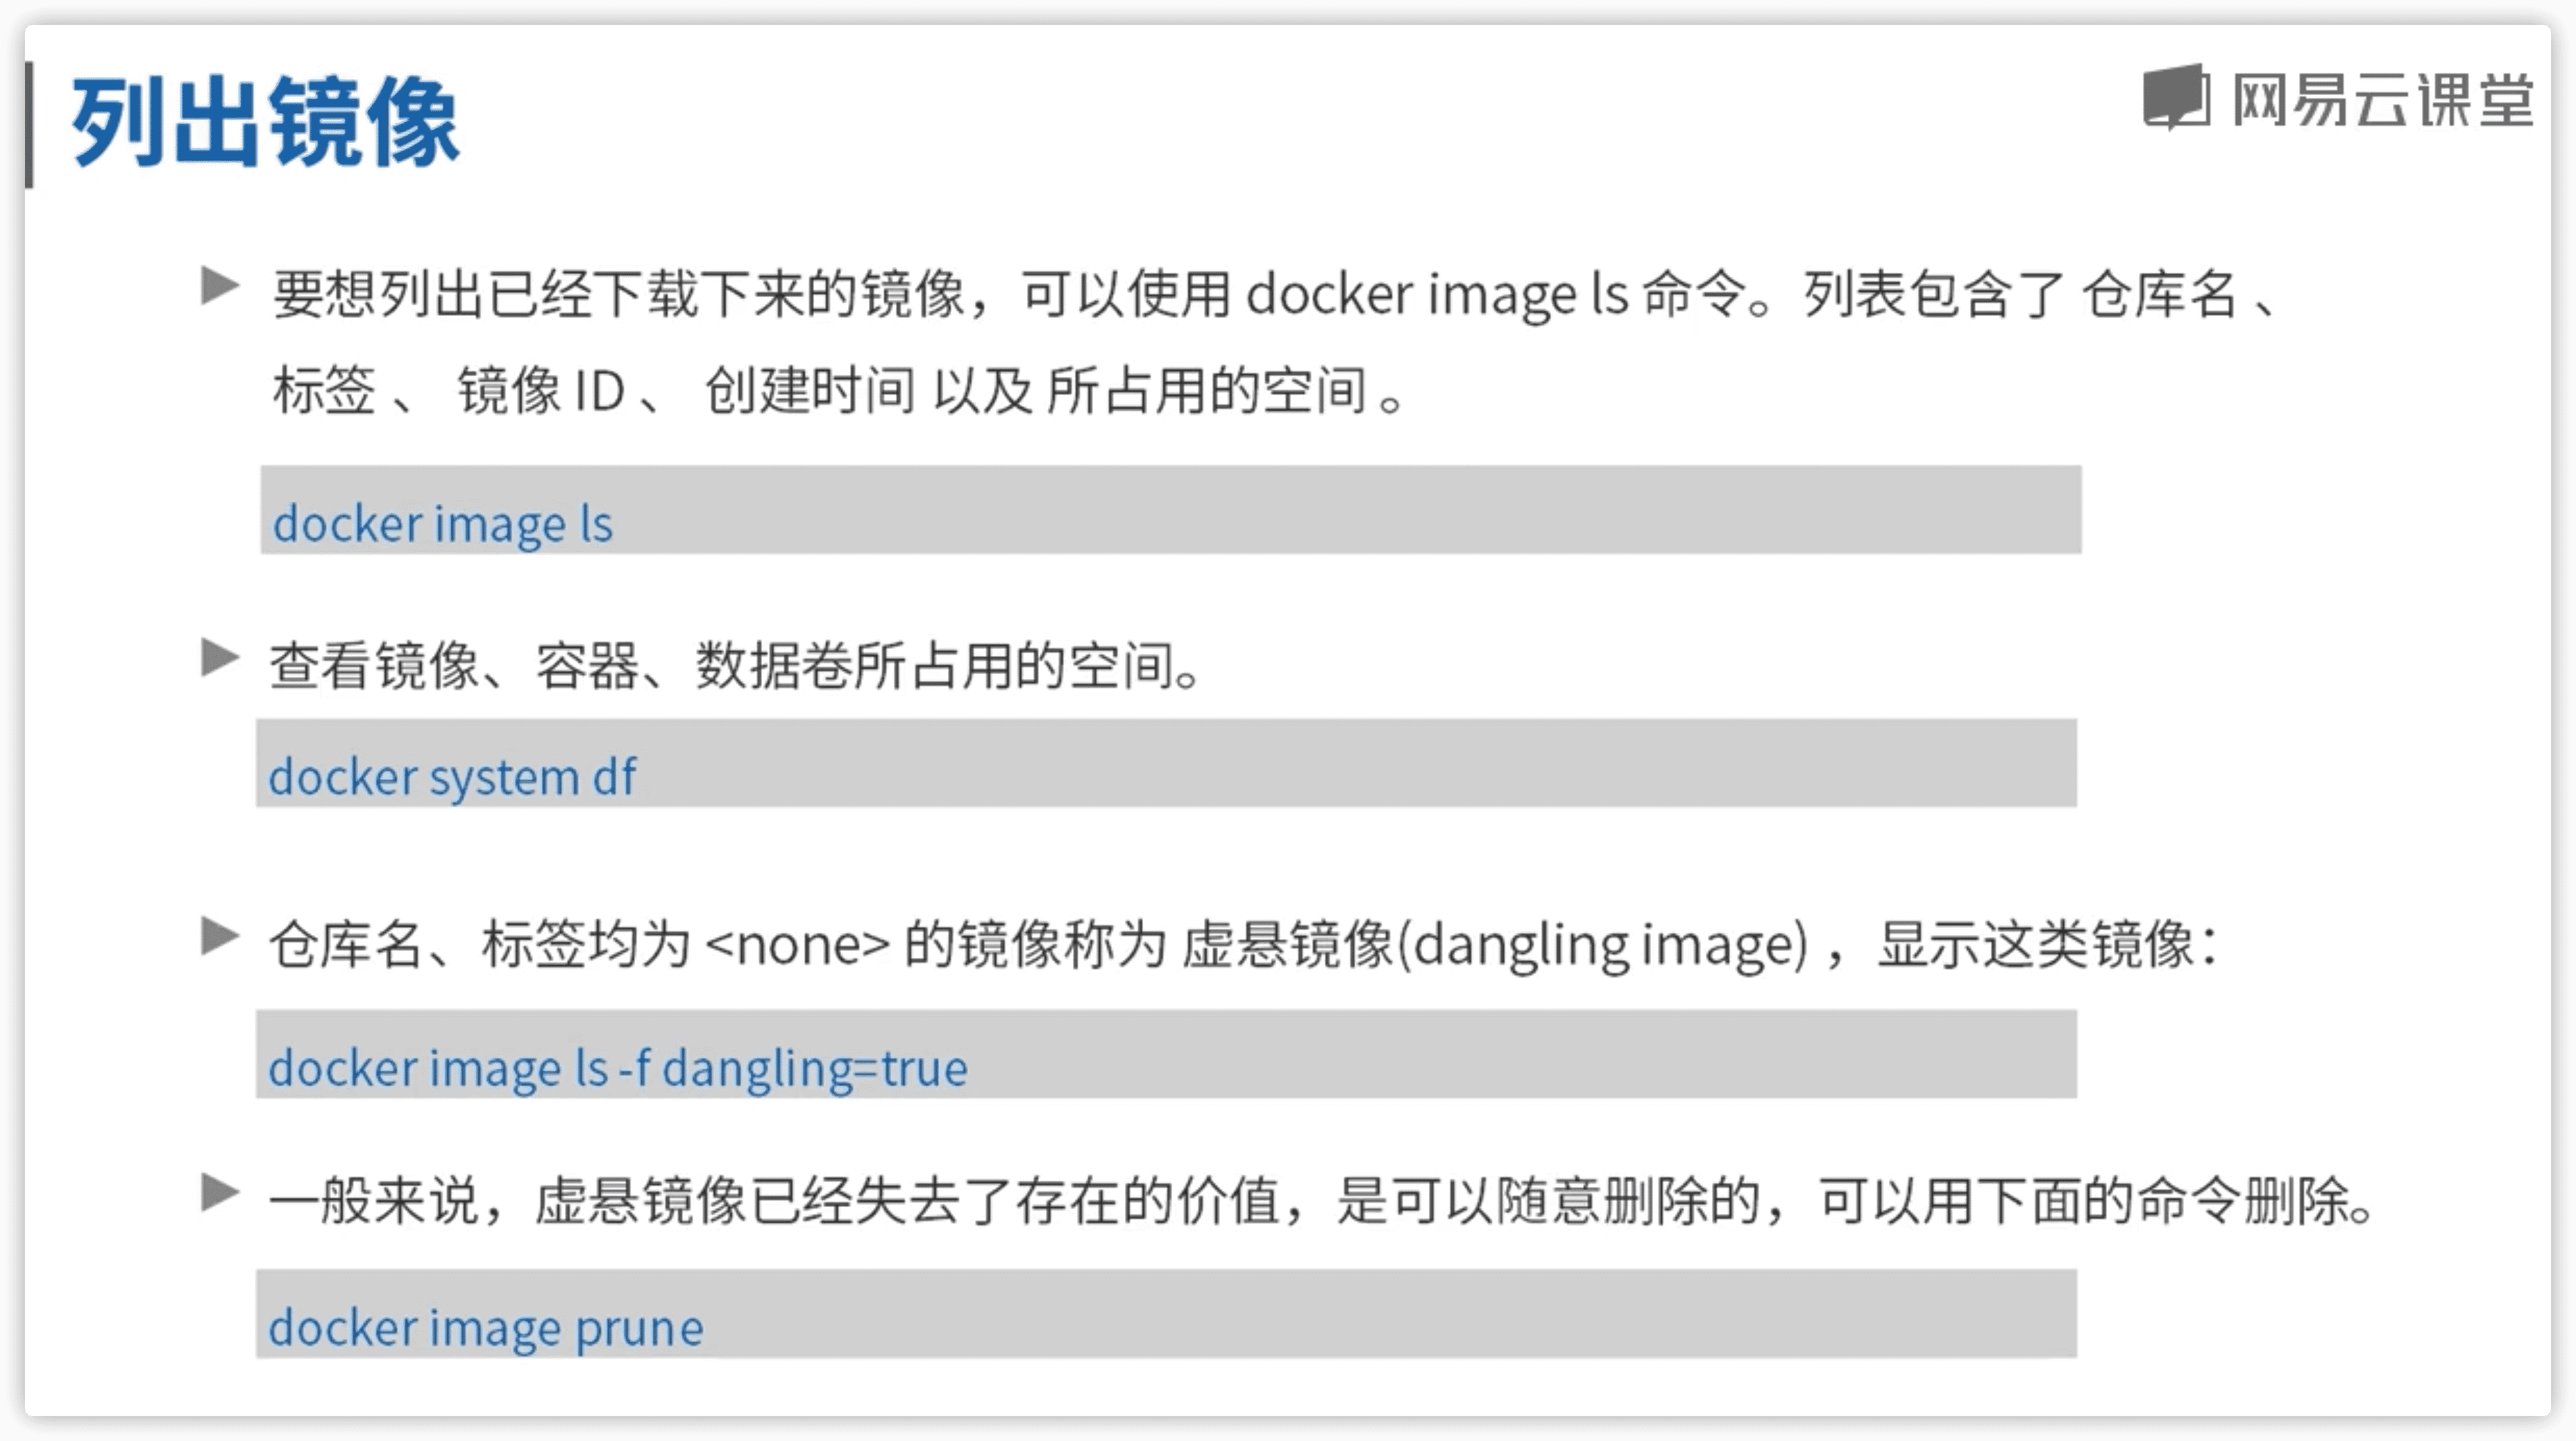 列出镜像
网易云课堂
要想列出已经下载下来的镜像，可以使用 docker image ls 命令。列表包含了 仓库名 、
标签 、 镜像 ID 、 创建时间 以及 所占用的空间 。
docker image ls
查看镜像、容器、数据卷所占用的空间。
docker system df
仓库名、标签均为 <none> 的镜像称为 虚悬镜像(dangling image) ，显示这类镜像：
docker image ls -f dangling=true
一般来说，虚悬镜像已经失去了存在的价值，是可以随意删除的，可以用下面的命令删除。
docker image prune